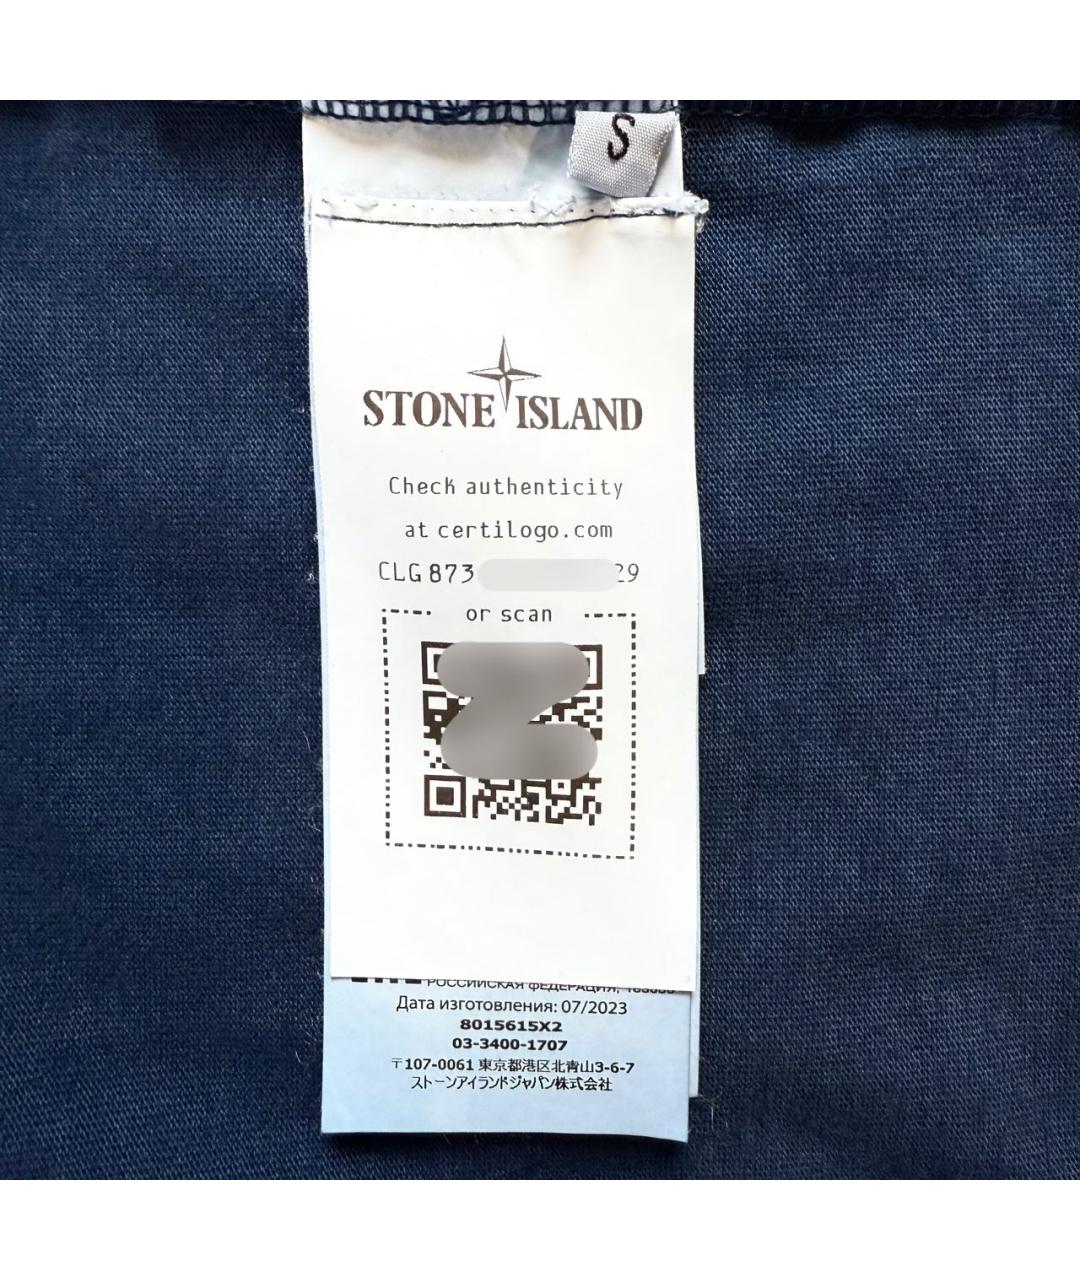 S
STONE ISLAND
Check authenticity
at certilogo.com
CLG 873 29
or scan
РОССИЙСКАЯ ФЕДЕРАЦИЯ,
Дата изготовления: 07/2023
8015615X2
03-3400-1707
〒107-0061 東京都港区北青山3-6-7
ストーンアイランドジャパン株式会社